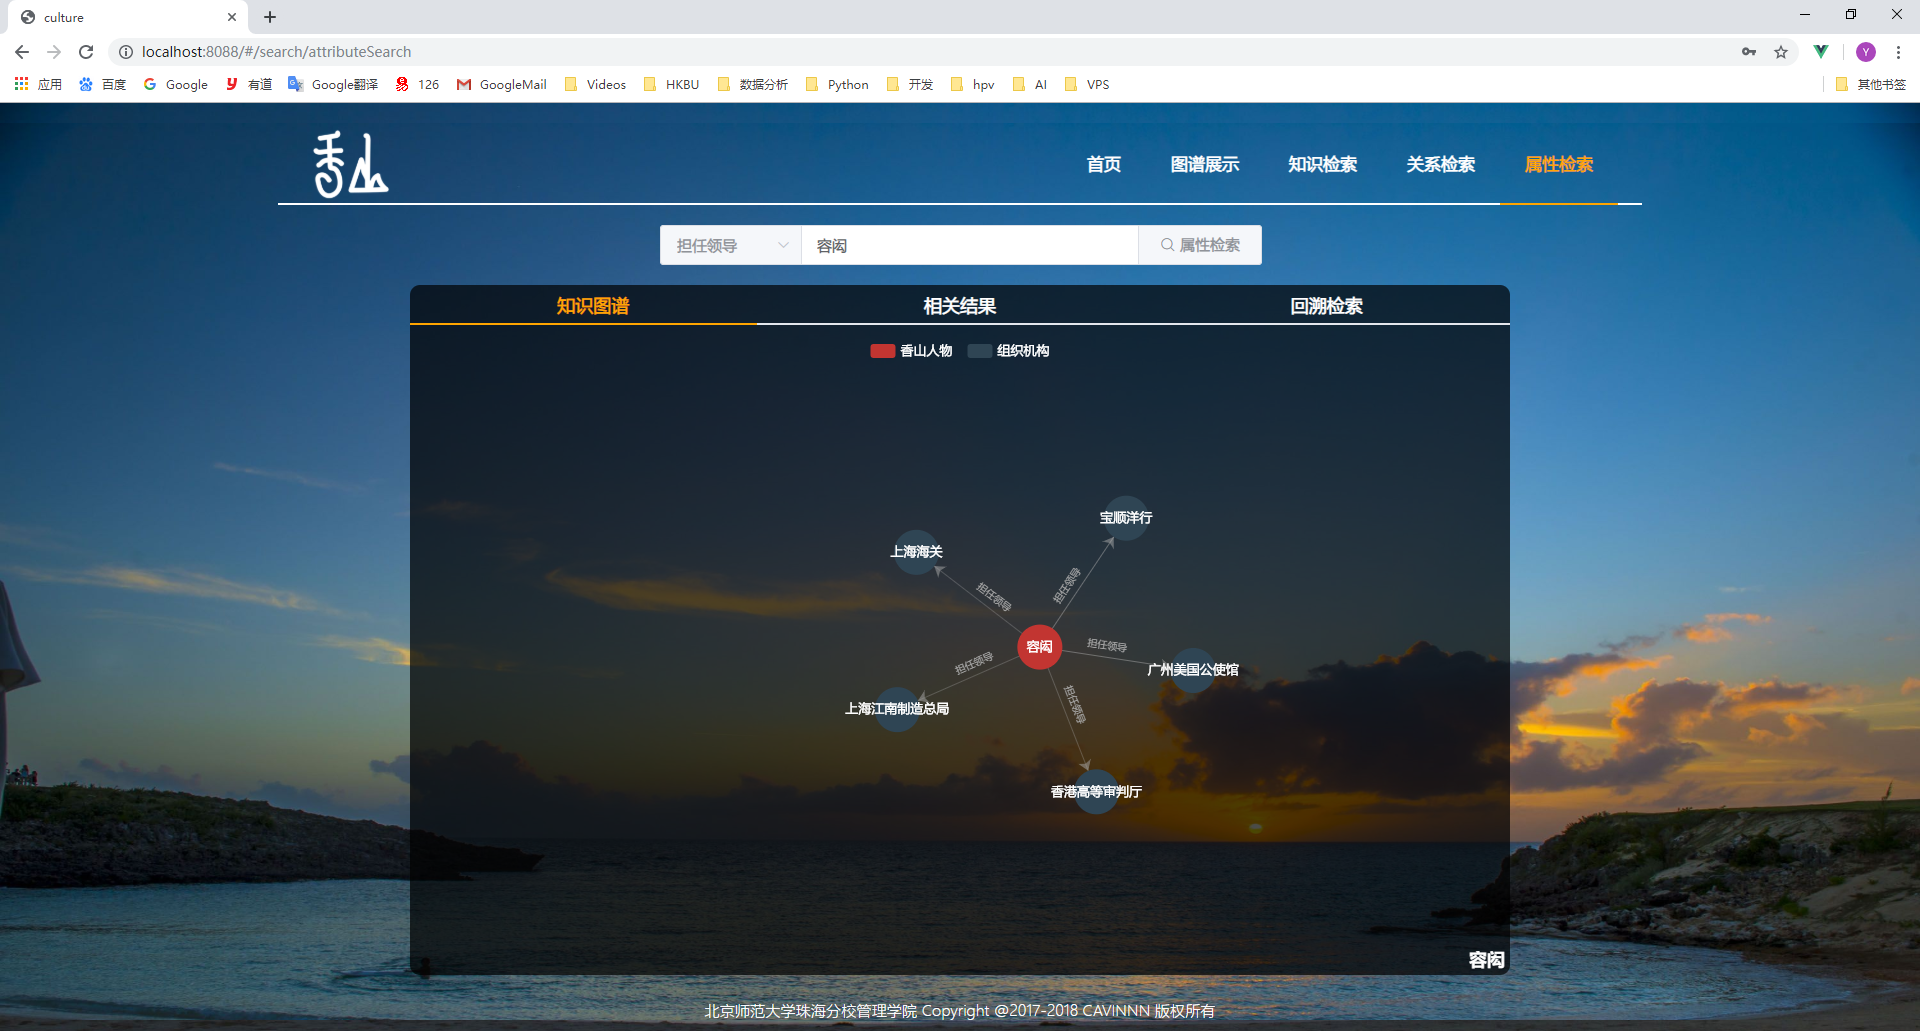 culture
localhost:8088/#/search/attributeSearch
Y
应用 百度 Google 有道 Google翻译 126 GoogleMail Videos HKBU 数据分析 Python 开发 hpv AI VPS 其他书签
香山
首页 图谱展示 知识检索 关系检索 属性检索
担任领导 容闳 属性检索
知识图谱 相关结果 回溯检索
香山人物 组织机构
宝顺洋行
上海海关
担任领导
担任领导
容闳
担任领导
广州美国公使馆
担任领导
上海江南制造总局
担任领导
香港高等审判厅
容闳
北京师范大学珠海分校管理学院 Copyright @2017-2018 CAVINNN 版权所有